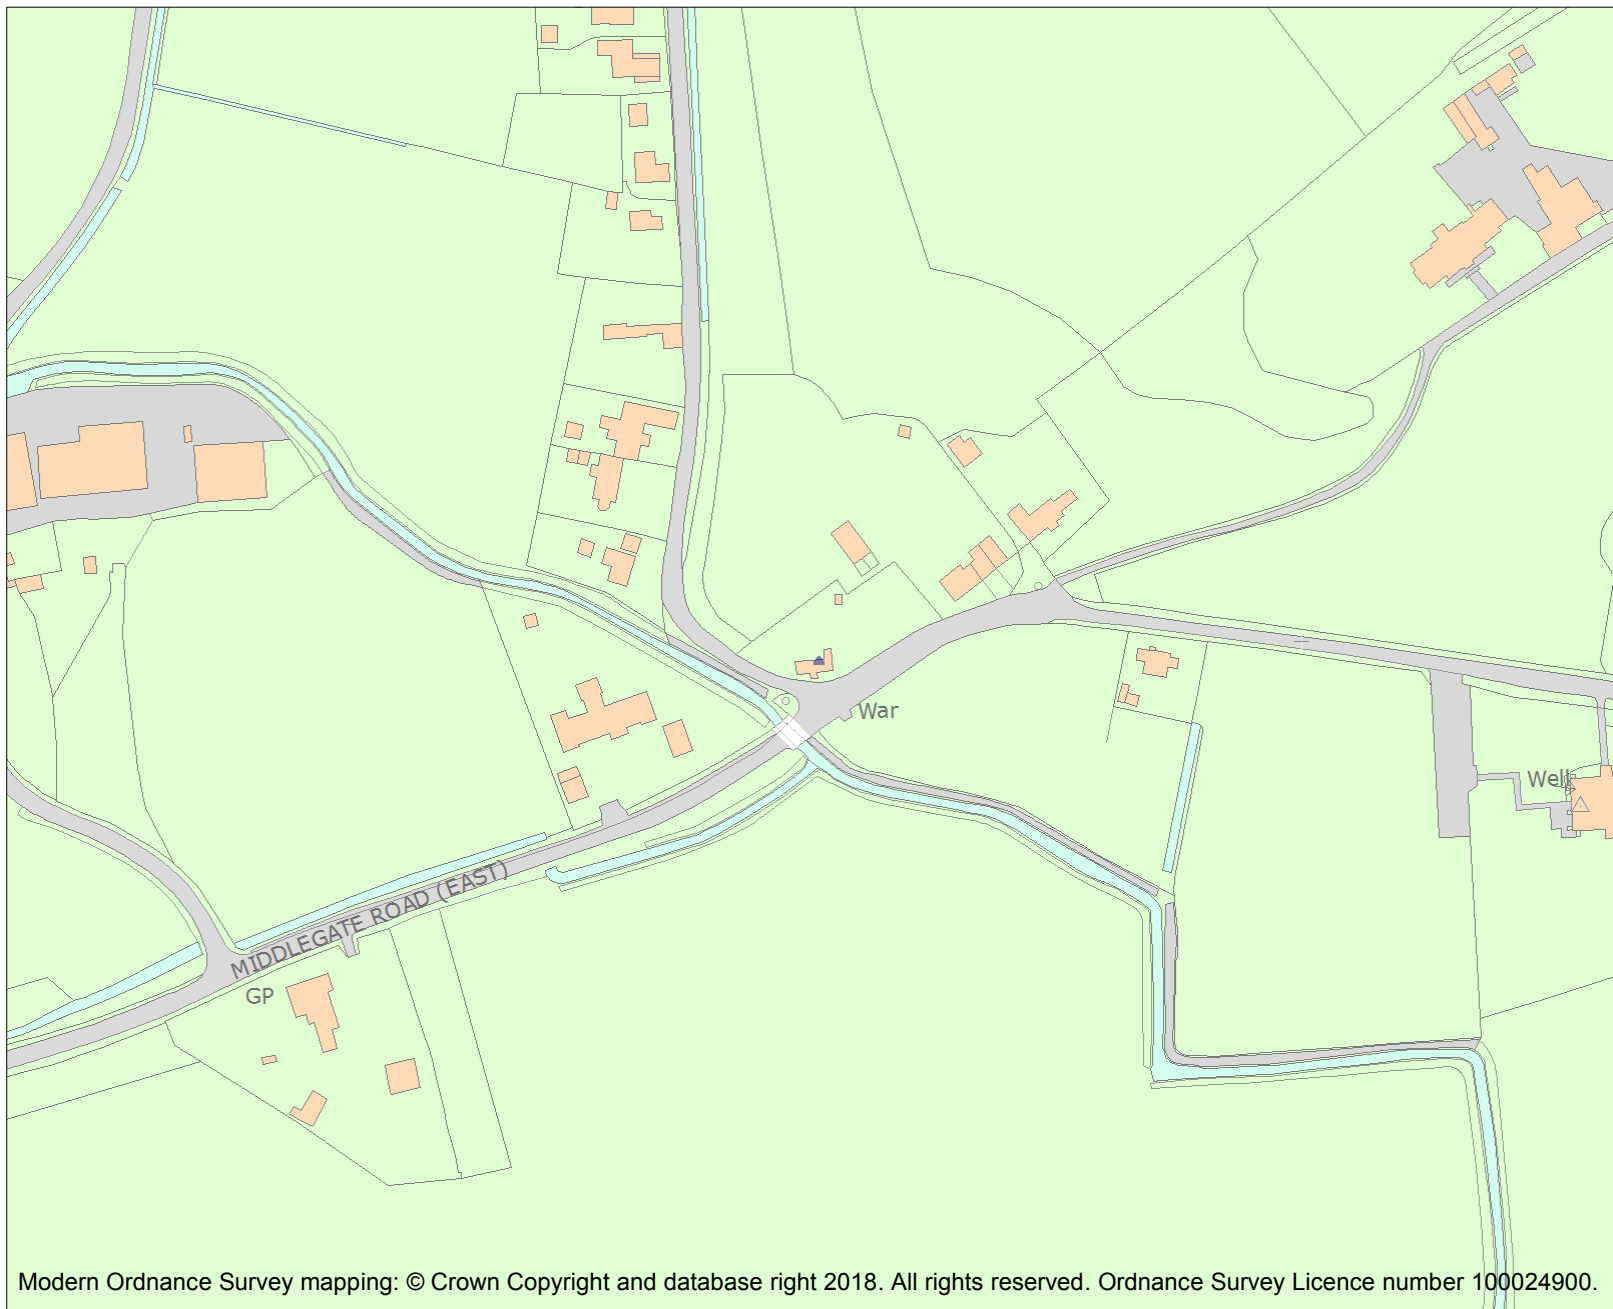 War
Well
MIDDLEGATE ROAD (EAST)
GP
Modern Ordnance Survey mapping: © Crown Copyright and database right 2018. All rights reserved. Ordnance Survey Licence number 100024900.